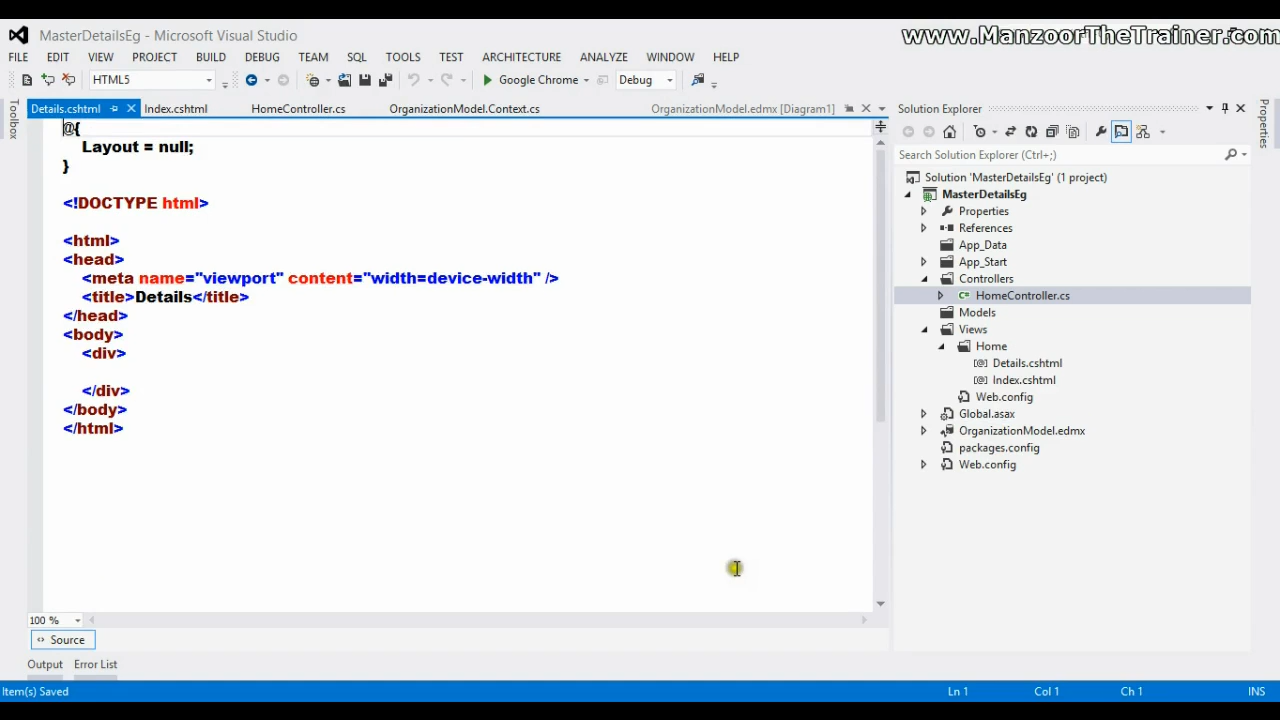 MasterDetailsEg - Microsoft Visual Studio
www.ManzoorTheTrainer.com
FILE EDIT VIEW PROJECT BUILD DEBUG TEAM SQL TOOLS TEST ARCHITECTURE ANALYZE WINDOW HELP
HTML5 Google Chrome Debug
Toolbox
Details.cshtml Index.cshtml HomeController.cs OrganizationModel.Context.cs OrganizationModel.edmx [Diagram1]
@{
Layout = null;
}
<!DOCTYPE html>
<html>
<head>
<meta name="viewport" content="width=device-width" />
<title>Details</title>
</head>
<body>
<div>
</div>
</body>
</html>
100 %
Source
Output Error List
Solution Explorer
Search Solution Explorer (Ctrl+;)
Solution 'MasterDetailsEg' (1 project)
MasterDetailsEg
Properties
References
App_Data
App_Start
Controllers
C# HomeController.cs
Models
Views
Home
[@] Details.cshtml
[@] Index.cshtml
Web.config
Global.asax
OrganizationModel.edmx
packages.config
Web.config
Properties
Item(s) Saved Ln 1 Col 1 Ch 1 INS